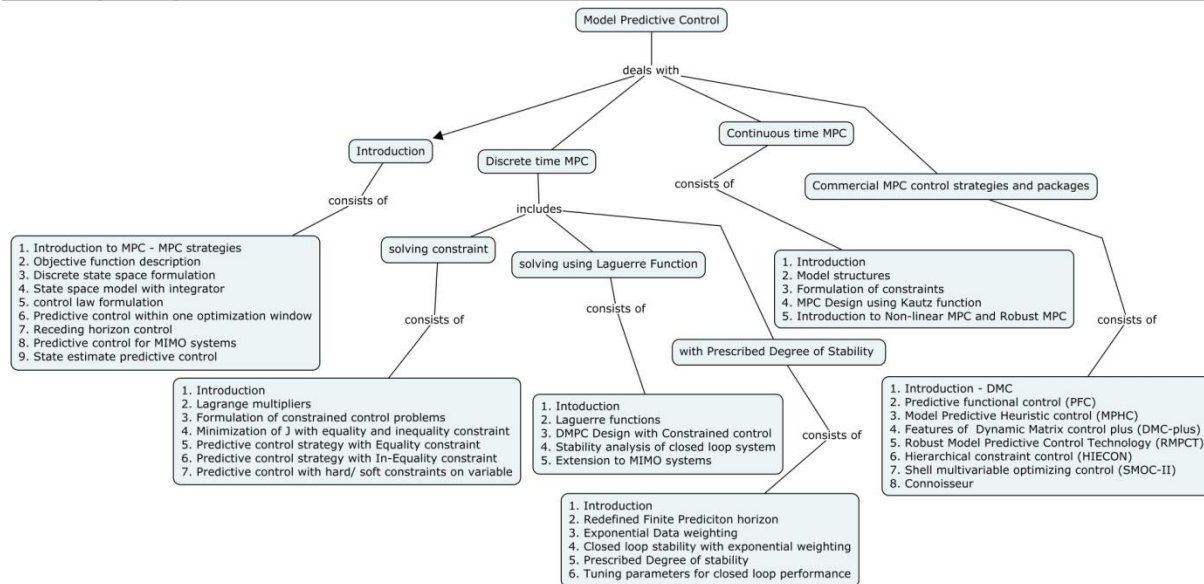 Model Predictive Control
deals with
Introduction
Discrete time MPC
Continuous time MPC
Commercial MPC control strategies and packages
consists of
1. Introduction to MPC - MPC strategies
2. Objective function description
3. Discrete state space formulation
4. State space model with integrator
5. control law formulation
6. Predictive control within one optimization window
7. Receding horizon control
8. Predictive control for MIMO systems
9. State estimate predictive control
includes
solving constraint
consists of
1. Introduction
2. Lagrange multipliers
3. Formulation of constrained control problems
4. Minimization of J with equality and inequality constraint
5. Predictive control strategy with Equality constraint
6. Predictive control strategy with In-Equality constraint
7. Predictive control with hard/ soft constraints on variable
solving using Laguerre Function
consists of
1. Intoduction
2. Laguerre functions
3. DMPC Design with Constrained control
4. Stability analysis of closed loop system
5. Extension to MIMO systems
with Prescribed Degree of Stability
consists of
1. Introduction
2. Redefined Finite Prediciton horizon
3. Exponential Data weighting
4. Closed loop stability with exponential weighting
5. Prescribed Degree of stability
6. Tuning parameters for closed loop performance
consists of
1. Introduction
2. Model structures
3. Formulation of constraints
4. MPC Design using Kautz function
5. Introduction to Non-linear MPC and Robust MPC
consists of
1. Introduction - DMC
2. Predictive functional control (PFC)
3. Model Predictive Heuristic control (MPHC)
4. Features of Dynamic Matrix control plus (DMC-plus)
5. Robust Model Predictive Control Technology (RMPCT)
6. Hierarchical constraint control (HIECON)
7. Shell multivariable optimizing control (SMOC-II)
8. Connoisseur